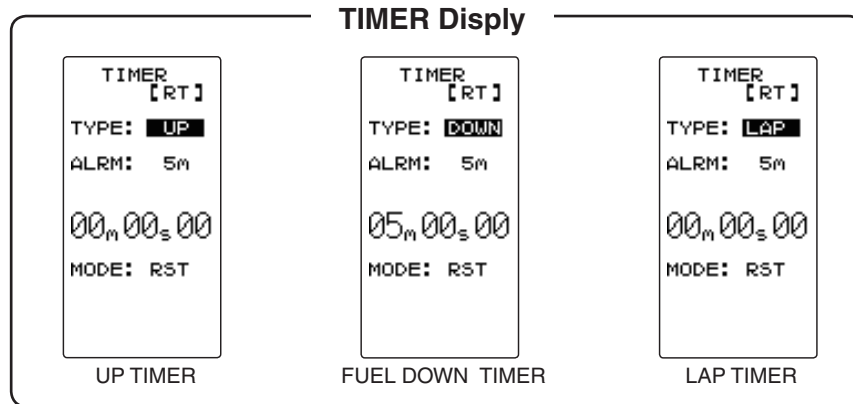 TIMER Disply
TIMER
[RT]
TYPE: UP
ALRM: 5m
00m00s00
MODE: RST
UP TIMER
TIMER
[RT]
TYPE: DOWN
ALRM: 5m
05m00s00
MODE: RST
FUEL DOWN TIMER
TIMER
[RT]
TYPE: LAP
ALRM: 5m
00m00s00
MODE: RST
LAP TIMER